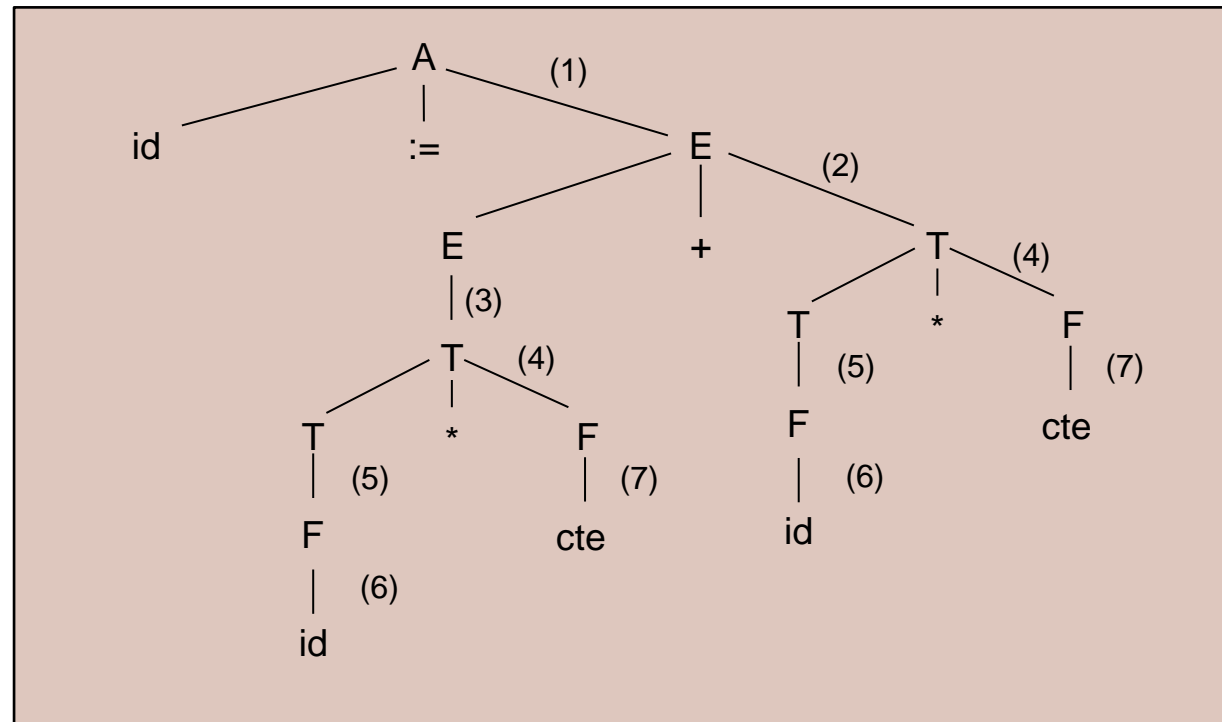 A (1)
id := E (2)
E + T (4)
(3) T * F
T (4) (5) (7)
T * F F cte
(5) (7) (6)
F cte id
(6)
id